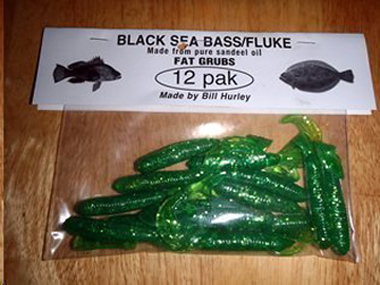 BLACK SEA BASS/FLUKE
Made from pure sandeel oil
FAT GRUBS
12 pak
Made by Bill Hurley